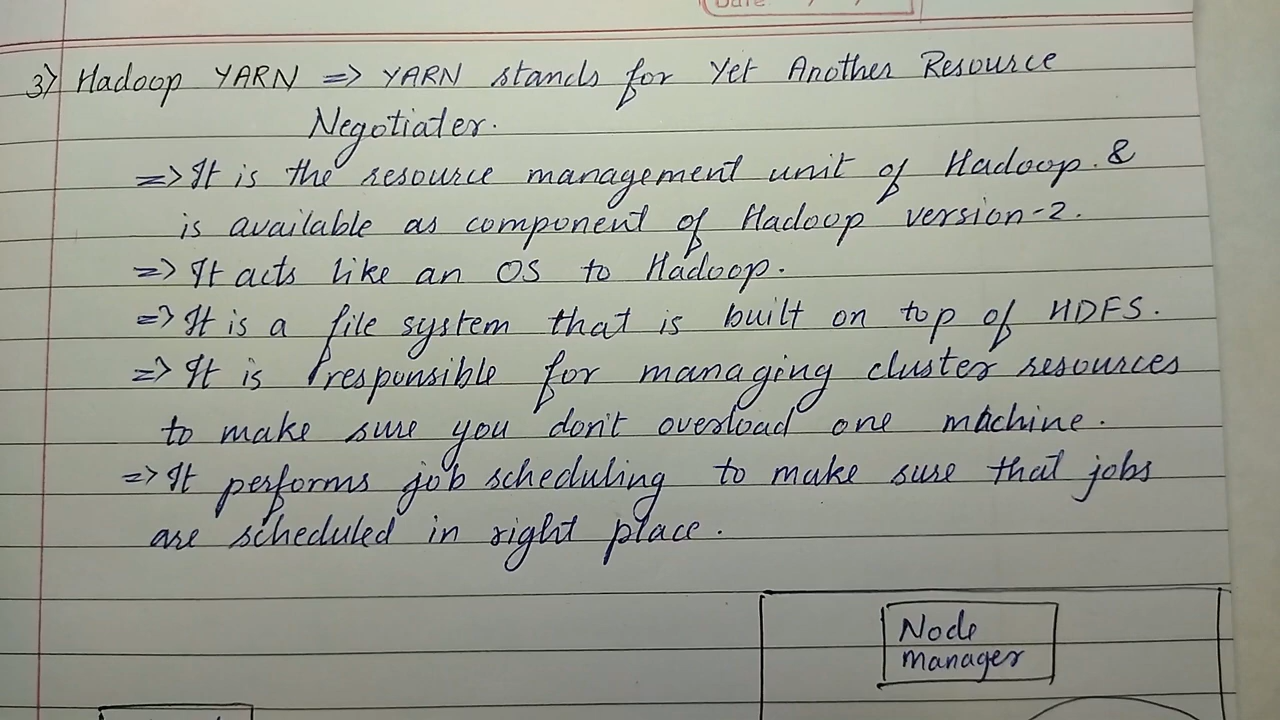 Date
3) Hadoop YARN => YARN stands for Yet Another Resource
Negotiater.
=> It is the resource management unit of Hadoop. &
is available as component of Hadoop version-2.
=> It acts like an OS to Hadoop.
=> It is a file system that is built on top of HDFS.
=> It is responsible for managing cluster resources
to make sure you don't overload one machine.
=> It performs job scheduling to make sure that jobs
are scheduled in right place.
Node
manager